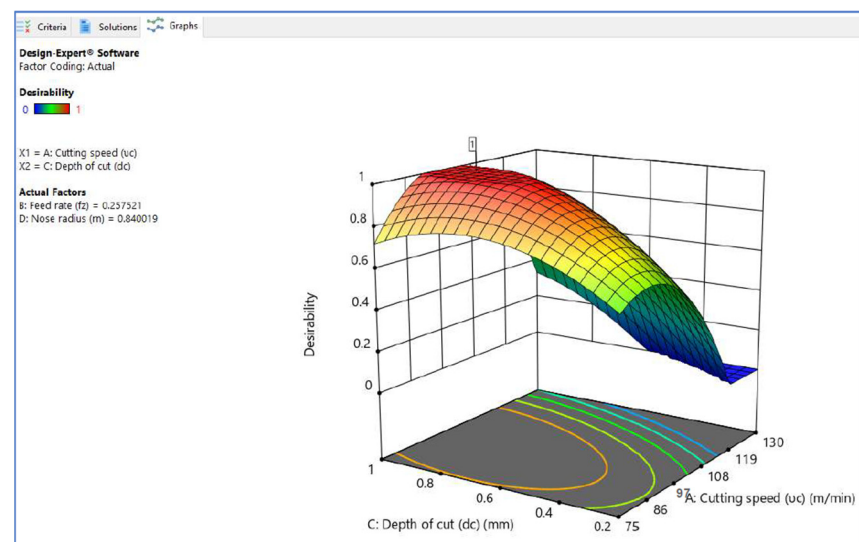 Criteria Solutions Graphs
Design-Expert® Software
Factor Coding: Actual
Desirability
0 1
X1 = A: Cutting speed (υc)
X2 = C: Depth of cut (dc)
Actual Factors
B: Feed rate (fz) = 0.257521
D: Nose radius (rn) = 0.840019
1
1
0.8
0.6
0.4
0.2
0
Desirability
1
0.8
0.6
0.4
0.2
C: Depth of cut (dc) (mm)
75
86
97
108
119
130
A: Cutting speed (υc) (m/min)